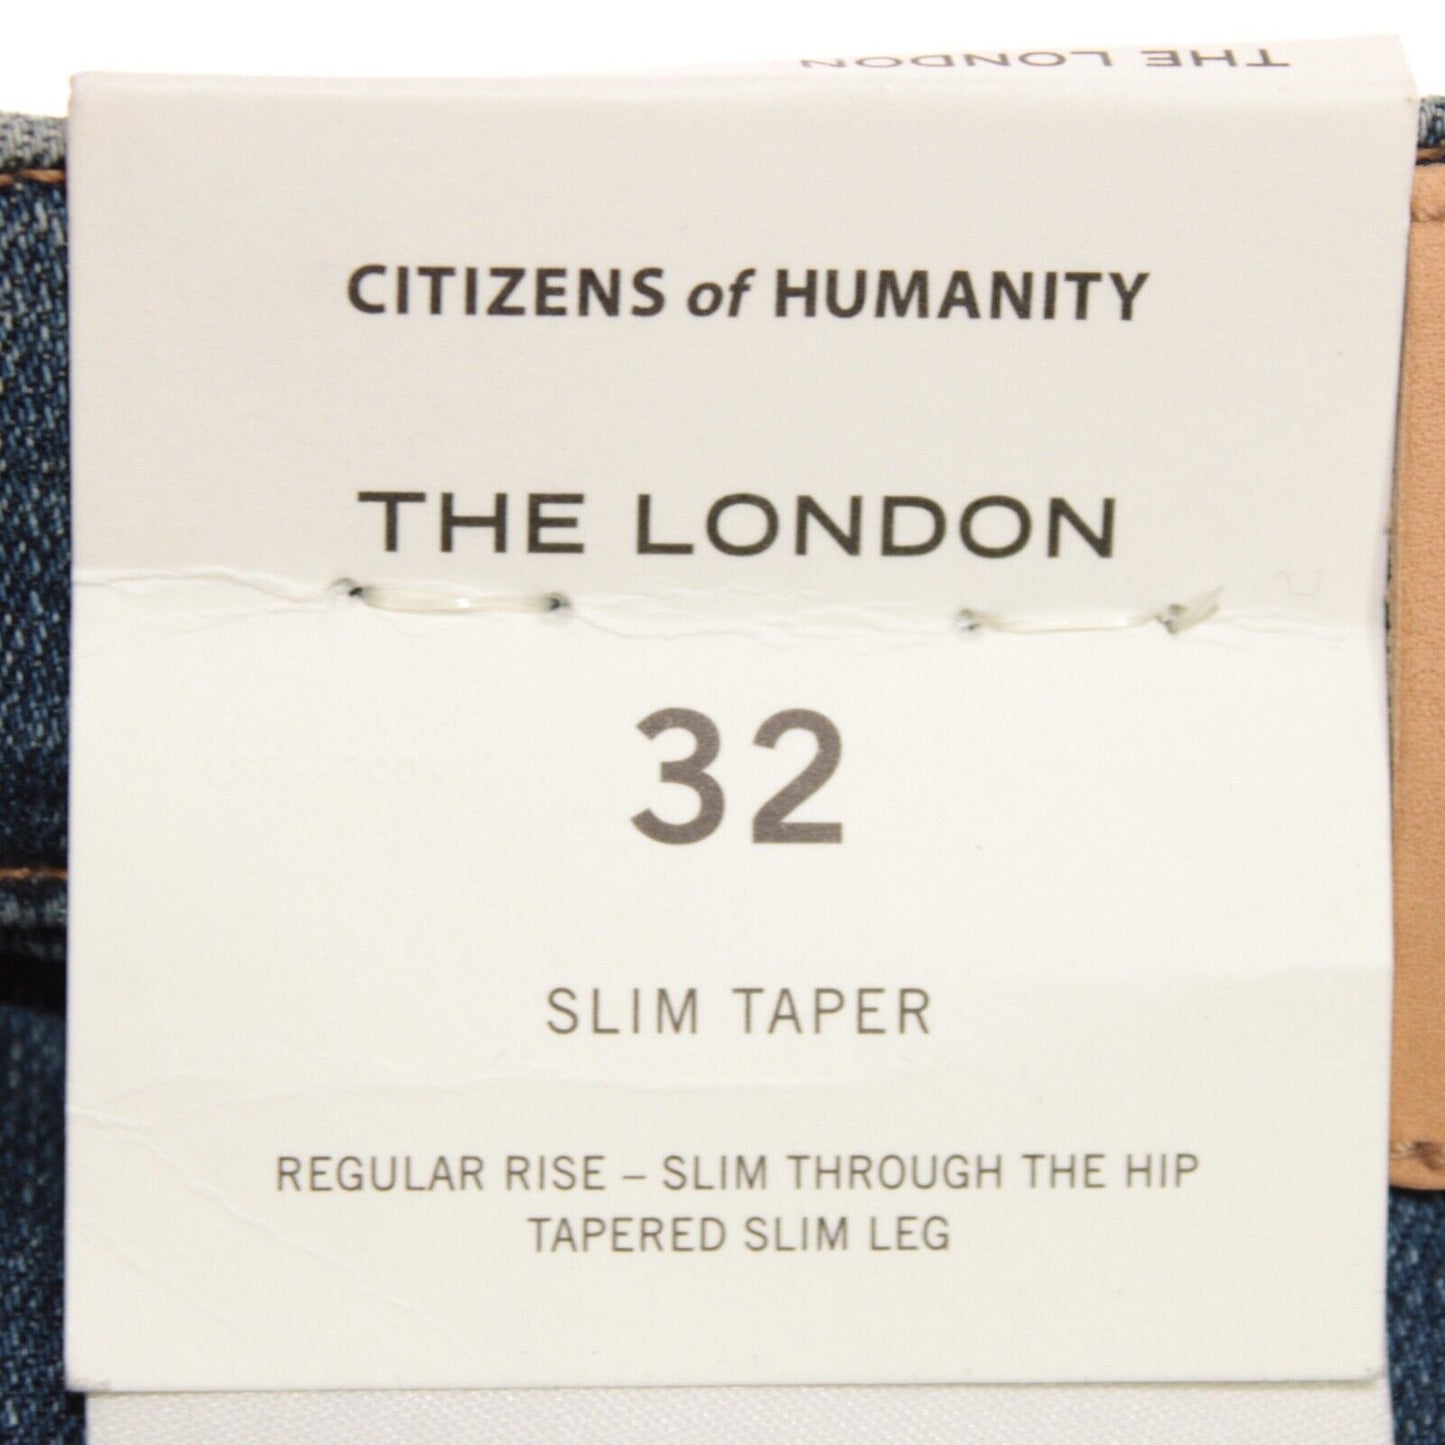 THE LONDON
CITIZENS of HUMANITY
THE LONDON
32
SLIM TAPER
REGULAR RISE – SLIM THROUGH THE HIP
TAPERED SLIM LEG